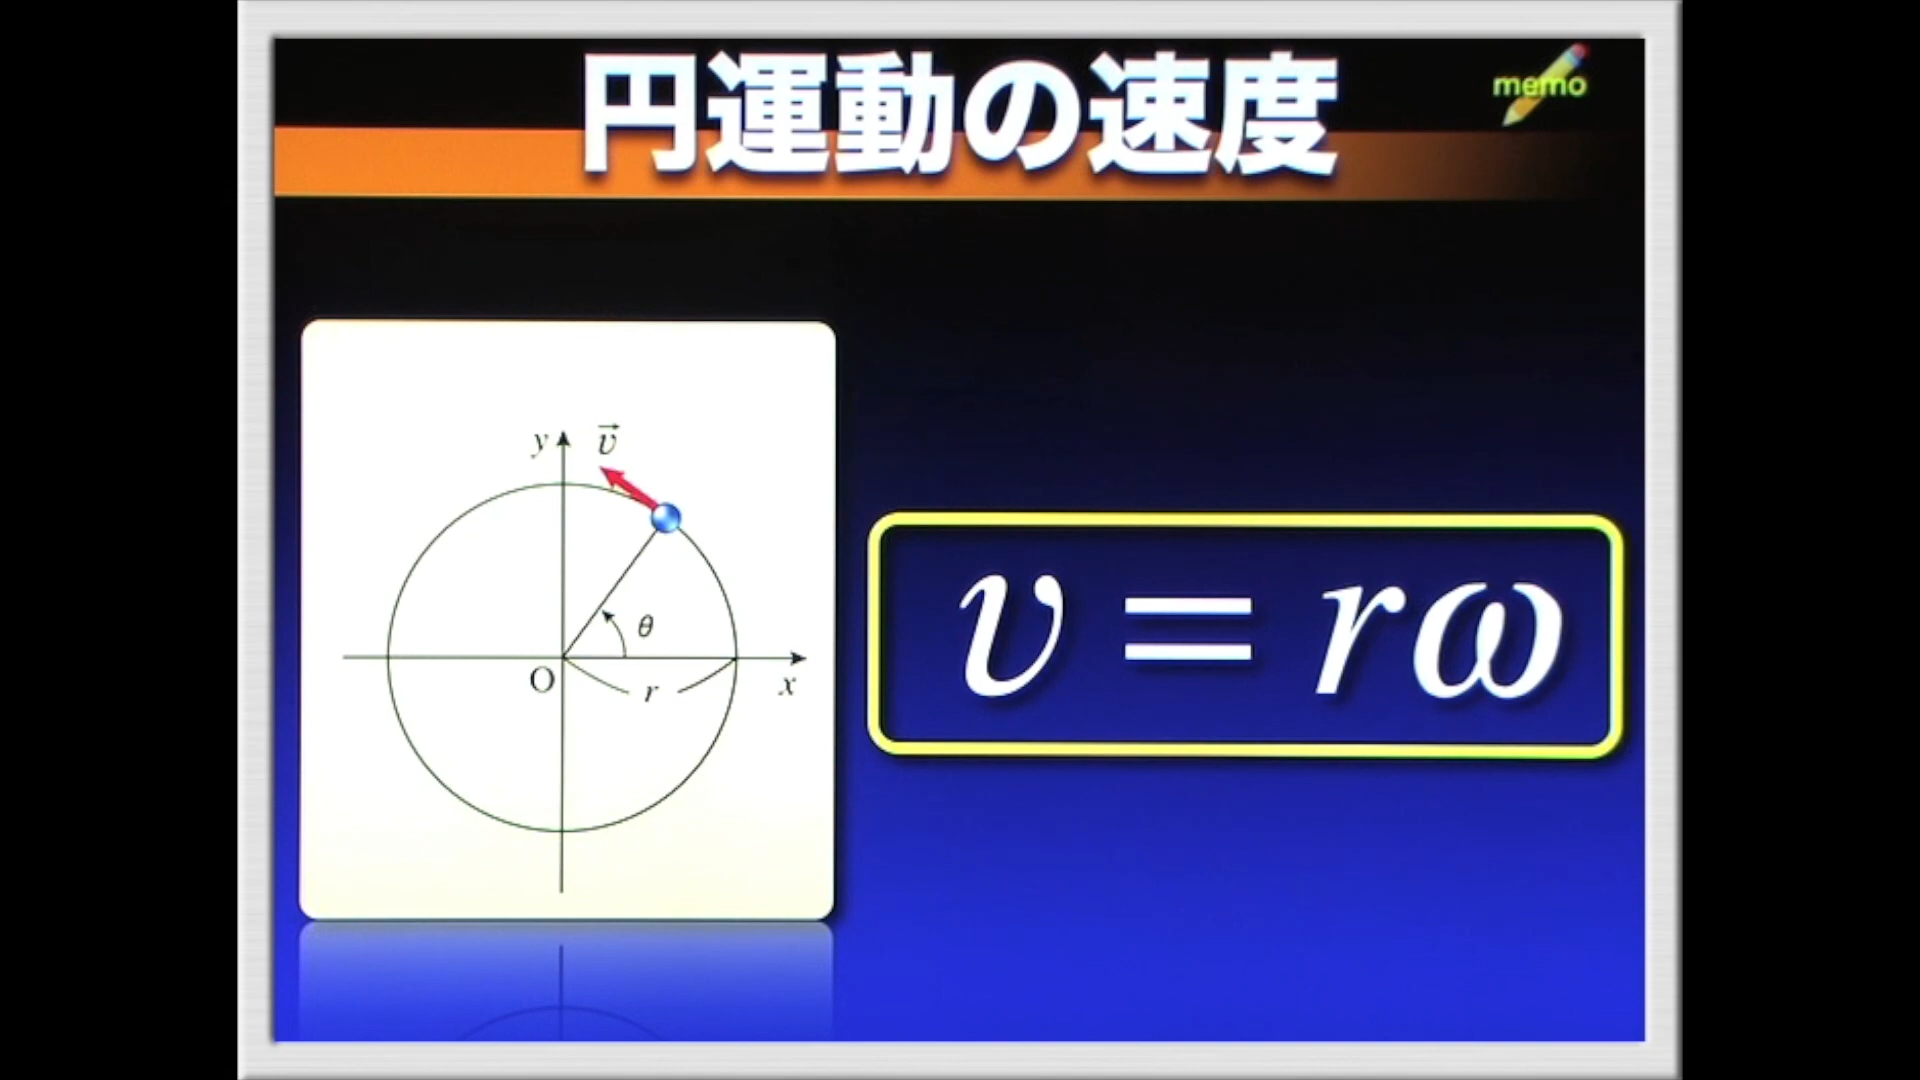 円運動の速度
memo
y
v⃗
θ
O
r
x
v = rω